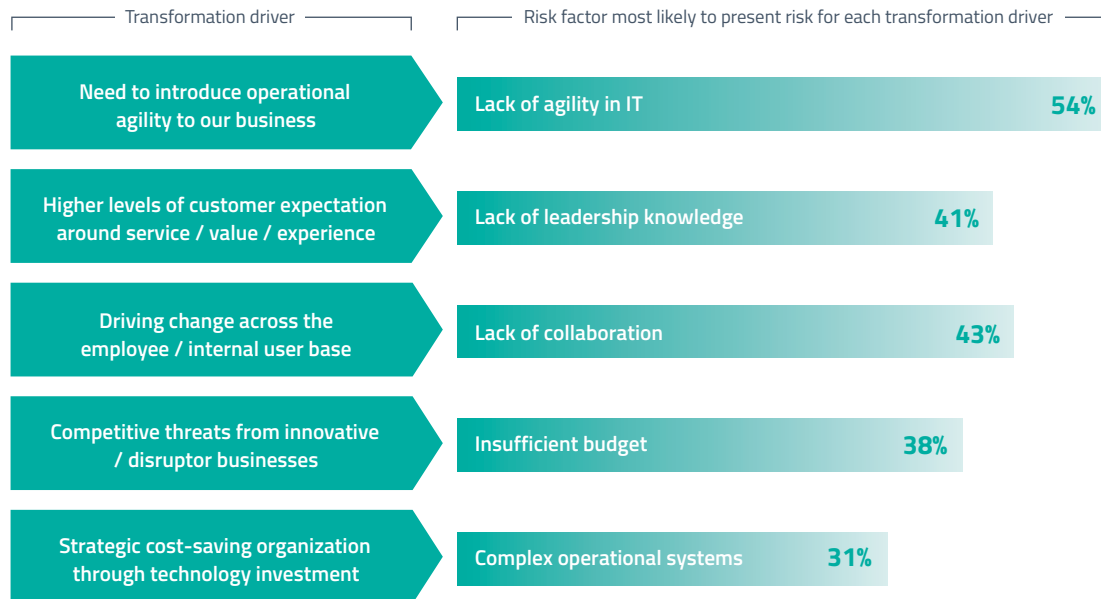 Transformation driver
Risk factor most likely to present risk for each transformation driver
Need to introduce operational
agility to our business
Lack of agility in IT
54%
Higher levels of customer expectation
around service / value / experience
Lack of leadership knowledge
41%
Driving change across the
employee / internal user base
Lack of collaboration
43%
Competitive threats from innovative
/ disruptor businesses
Insufficient budget
38%
Strategic cost-saving organization
through technology investment
Complex operational systems
31%